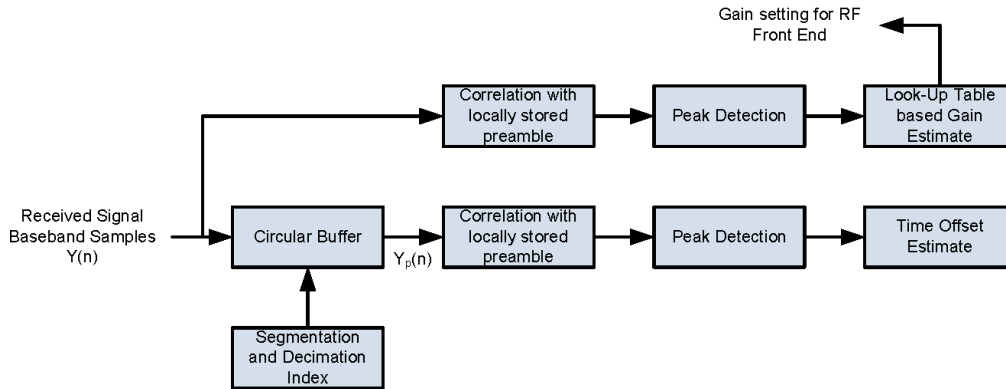 Gain setting for RF
Front End
Correlation with
locally stored
preamble
Peak Detection
Look-Up Table
based Gain
Estimate
Received Signal
Baseband Samples
Y(n)
Circular Buffer
Yp(n)
Correlation with
locally stored
preamble
Peak Detection
Time Offset
Estimate
Segmentation
and Decimation
Index